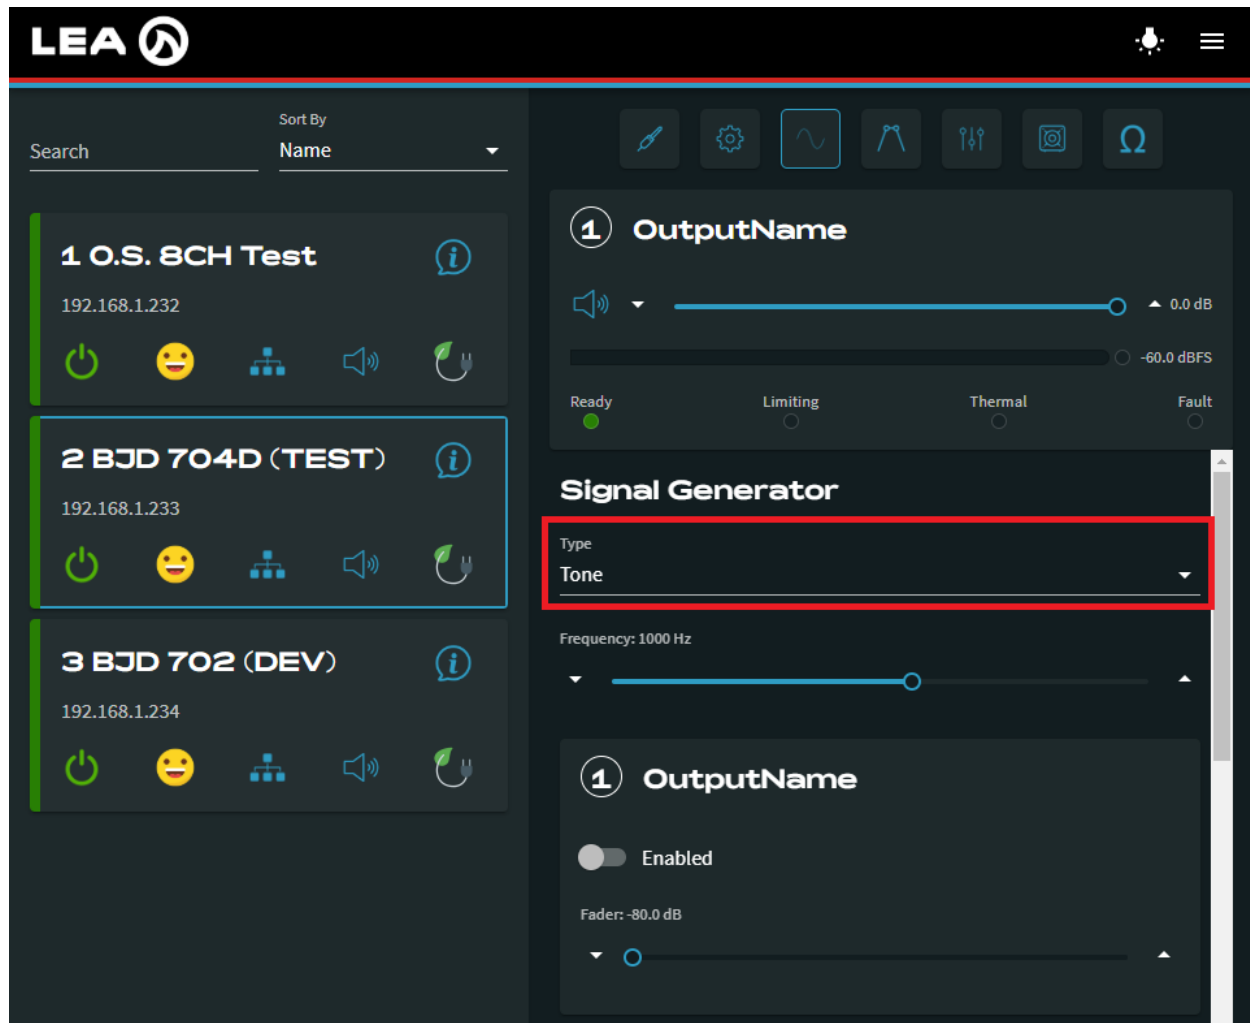 LEA
Search
Sort By
Name
1 O.S. 8CH Test
192.168.1.232
2 BJD 704D (TEST)
192.168.1.233
3 BJD 702 (DEV)
192.168.1.234
Ω
1 OutputName
0.0 dB
-60.0 dBFS
Ready Limiting Thermal Fault
Signal Generator
Type
Tone
Frequency: 1000 Hz
1 OutputName
Enabled
Fader: -80.0 dB